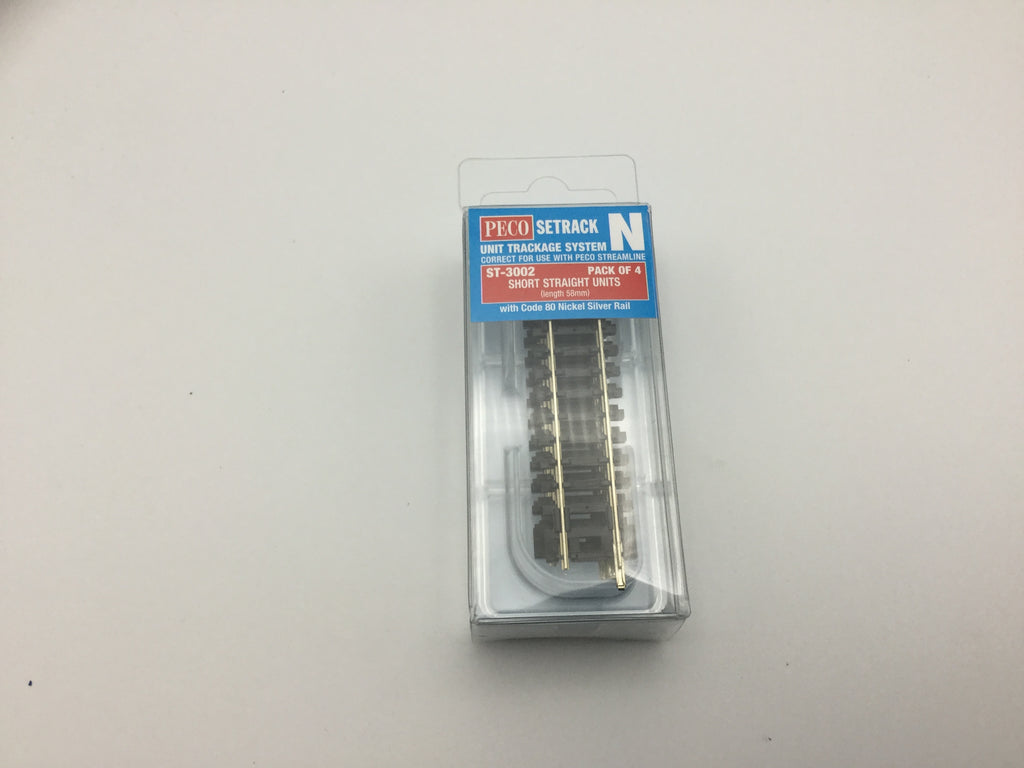 PECO SETRACK N
UNIT TRACKAGE SYSTEM
CORRECT FOR USE WITH PECO STREAMLINE
ST-3002 PACK OF 4
SHORT STRAIGHT UNITS
(length 58mm)
with Code 80 Nickel Silver Rail